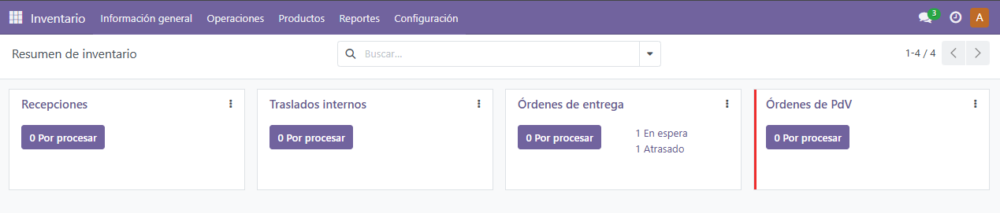 Inventario Información general Operaciones Productos Reportes Configuración 3 A
Resumen de inventario Buscar... 1-4 / 4
Recepciones
0 Por procesar
Traslados internos
0 Por procesar
Órdenes de entrega
0 Por procesar
1 En espera
1 Atrasado
Órdenes de PdV
0 Por procesar